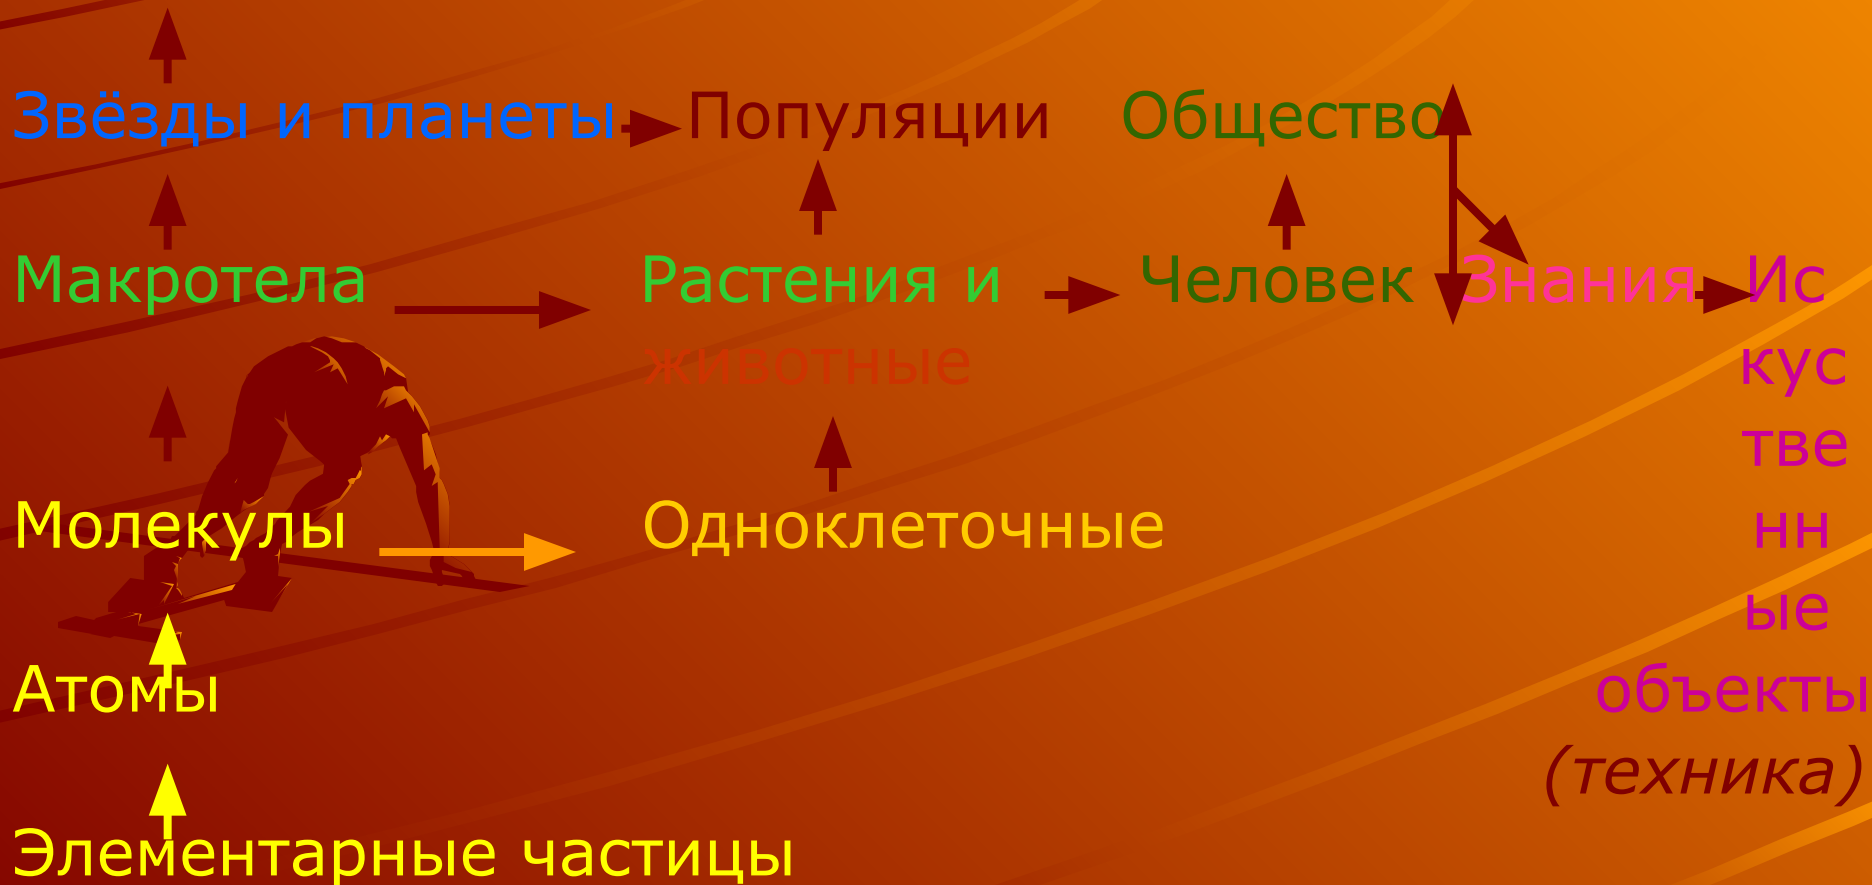 Звёзды и планеты Популяции Общество
Макротела Растения и Человек Знания Ис
животные кус
тве
Молекулы Одноклеточные нн
ые
Атомы объекты
(техника)
Элементарные частицы